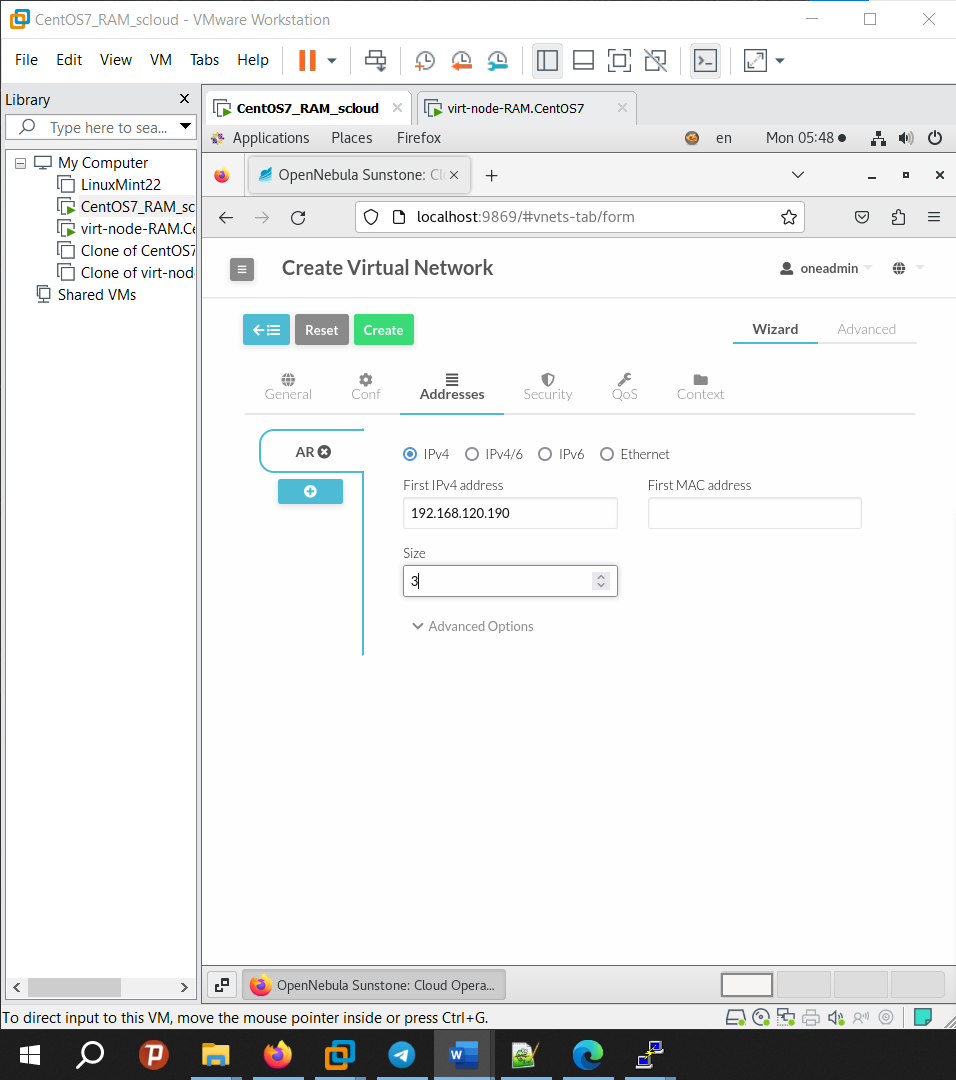 CentOS7_RAM_scloud - VMware Workstation
File Edit View VM Tabs Help
Library
CentOS7_RAM_scloud
virt-node-RAM.CentOS7
Type here to sea...
Applications Places Firefox
en
Mon 05:48
My Computer
LinuxMint22
CentOS7_RAM_sc
virt-node-RAM.Ce
Clone of CentOS7
Clone of virt-nod
Shared VMs
OpenNebula Sunstone: Clo
localhost:9869/#vnets-tab/form
Create Virtual Network
oneadmin
Reset
Create
Wizard
Advanced
General Conf Addresses Security QoS Context
AR
IPv4 IPv4/6 IPv6 Ethernet
First IPv4 address
First MAC address
192.168.120.190
Size
3
Advanced Options
OpenNebula Sunstone: Cloud Opera...
To direct input to this VM, move the mouse pointer inside or press Ctrl+G.